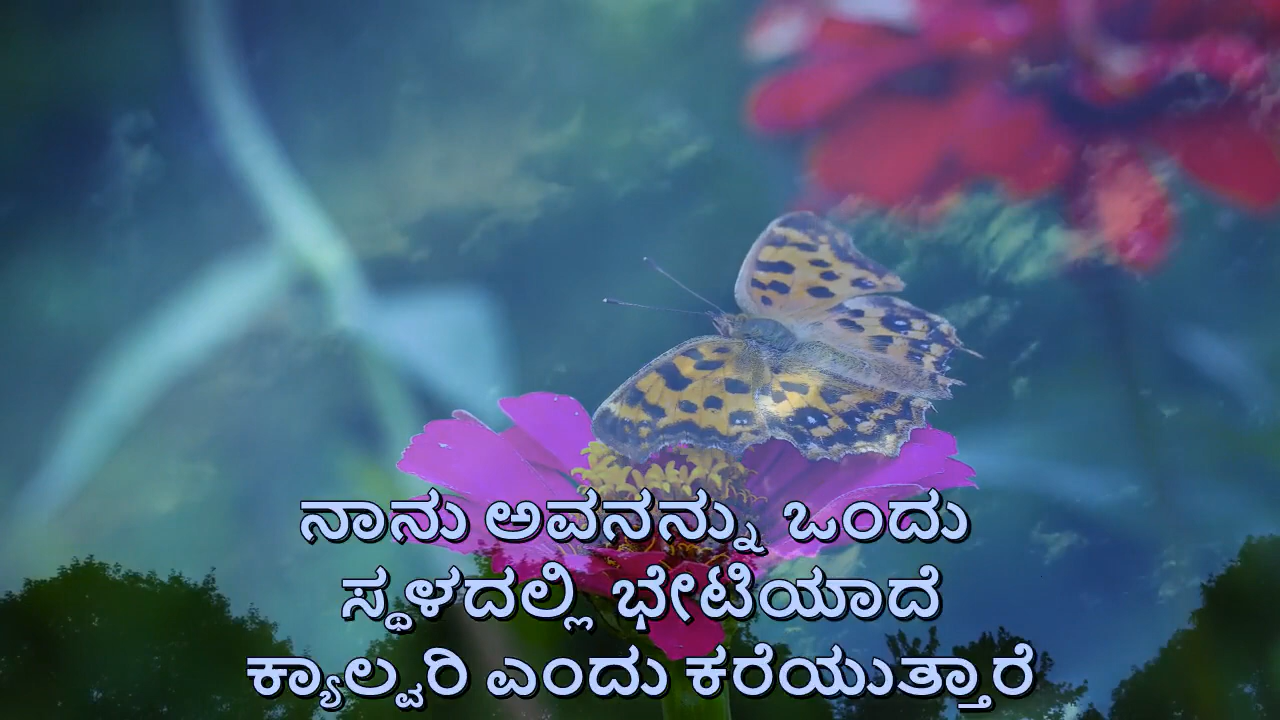 ನಾನು ಅವನನ್ನು ಒಂದು
ಸ್ಥಳದಲ್ಲಿ ಭೇಟಿಯಾದೆ
ಕ್ಯಾಲ್ವರಿ ಎಂದು ಕರೆಯುತ್ತಾರೆ